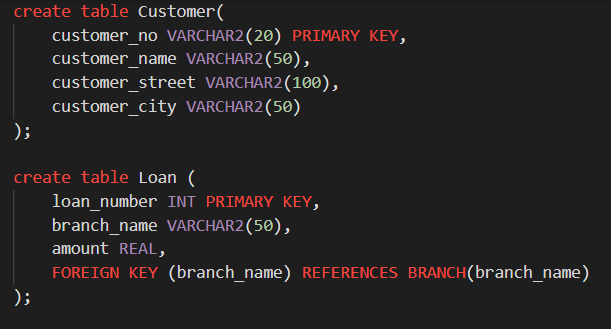 create table Customer(
    customer_no VARCHAR2(20) PRIMARY KEY,
    customer_name VARCHAR2(50),
    customer_street VARCHAR2(100),
    customer_city VARCHAR2(50)
);

create table Loan (
    loan_number INT PRIMARY KEY,
    branch_name VARCHAR2(50),
    amount REAL,
    FOREIGN KEY (branch_name) REFERENCES BRANCH(branch_name)
);